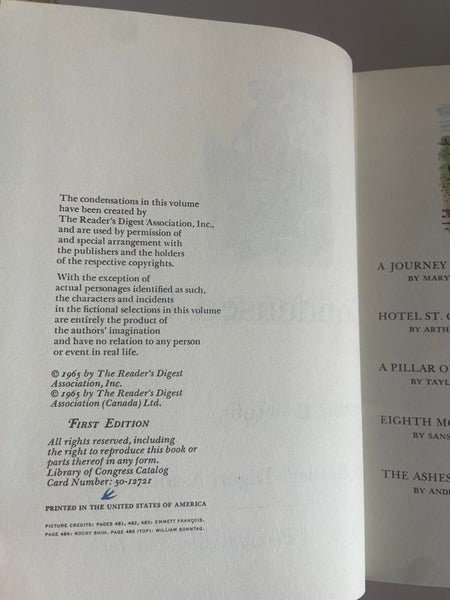 The condensations in this volume
have been created by
The Reader's Digest Association, Inc.,
and are used by permission of
and special arrangement with
the publishers and the holders
of the respective copyrights.
With the exception of
actual personages identified as such,
the characters and incidents
in the fictional selections in this volume
are entirely the product of
the authors' imagination
and have no relation to any person
or event in real life.
© 1965 by The Reader's Digest
Association, Inc.
© 1965 by The Reader's Digest
Association (Canada) Ltd.
FIRST EDITION
All rights reserved, including
the right to reproduce this book or
parts thereof in any form.
Library of Congress Catalog
Card Number: 50-12721
PRINTED IN THE UNITED STATES OF AMERICA
PICTURE CREDITS: PAGES 481, 482, 483: EMMETT FRANÇOIS.
PAGE 484: ROCKY SHIH, PAGE 485 (TOP): WILLIAM SONNTAG.
A JOURNEY
BY MARY
HOTEL ST.
BY ARTH
A PILLAR O
BY TAYL
EIGHTH MO
BY SANS
THE ASHES
BY AND